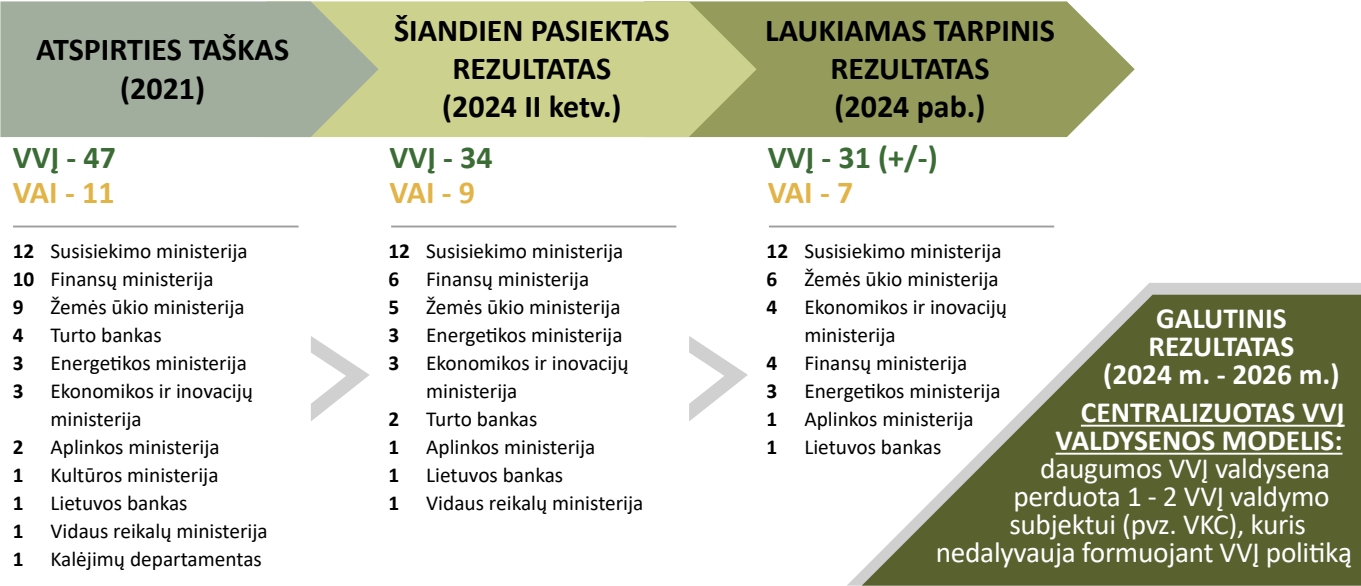 ATSPIRTIES TAŠKAS
(2021)
VVĮ - 47
VAI - 11
12 Susisiekimo ministerija
10 Finansų ministerija
9 Žemės ūkio ministerija
4 Turto bankas
3 Energetikos ministerija
3 Ekonomikos ir inovacijų
ministerija
2 Aplinkos ministerija
1 Kultūros ministerija
1 Lietuvos bankas
1 Vidaus reikalų ministerija
1 Kalėjimų departamentas
ŠIANDIEN PASIEKTAS
REZULTATAS
(2024 II ketv.)
VVĮ - 34
VAI - 9
12 Susisiekimo ministerija
6 Finansų ministerija
5 Žemės ūkio ministerija
3 Energetikos ministerija
3 Ekonomikos ir inovacijų
ministerija
2 Turto bankas
1 Aplinkos ministerija
1 Lietuvos bankas
1 Vidaus reikalų ministerija
LAUKIAMAS TARPINIS
REZULTATAS
(2024 pab.)
VVĮ - 31 (+/-)
VAI - 7
12 Susisiekimo ministerija
6 Žemės ūkio ministerija
4 Ekonomikos ir inovacijų
ministerija
4 Finansų ministerija
3 Energetikos ministerija
1 Aplinkos ministerija
1 Lietuvos bankas
GALUTINIS
REZULTATAS
(2024 m. - 2026 m.)
CENTRALIZUOTAS VVĮ
VALDYSENOS MODELIS:
daugumos VVĮ valdysena
perduota 1 - 2 VVĮ valdymo
subjektui (pvz. VKC), kuris
nedalyvauja formuojant VVĮ politiką